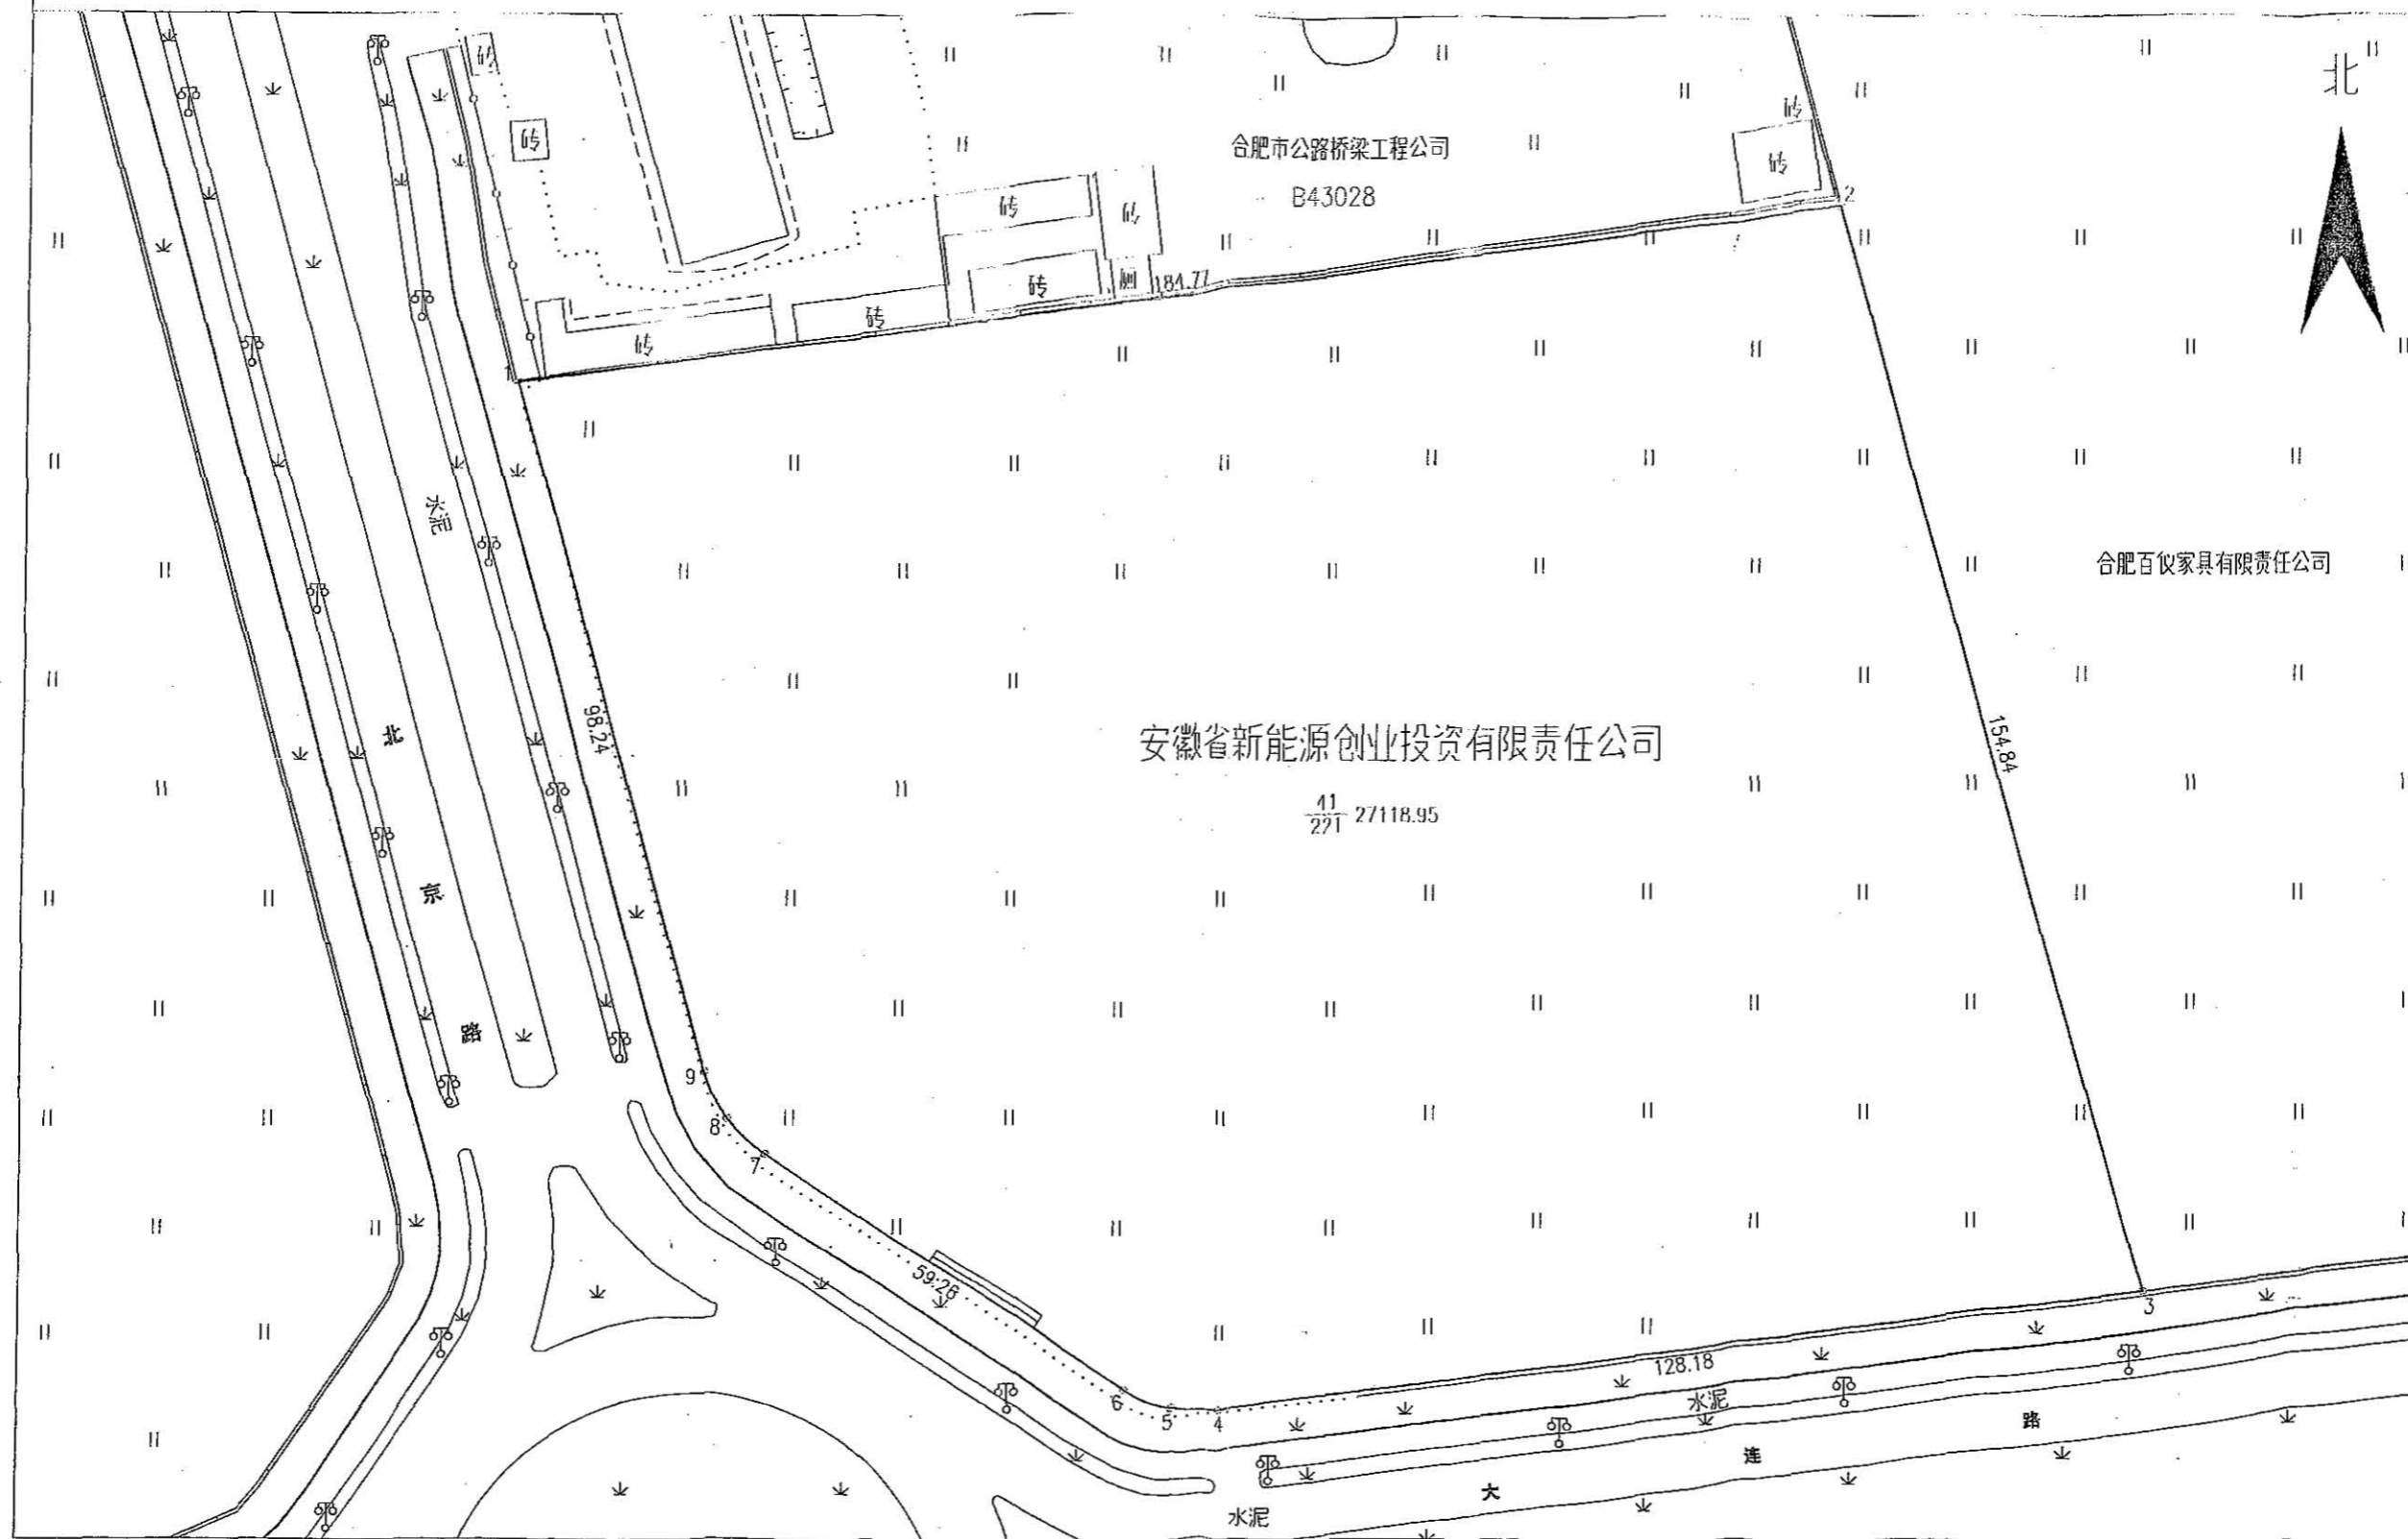 北
砖
砖
砖
砖
合肥市公路桥梁工程公司
B43028
砖
砖
2
砖
厕
184.77
砖
砖
1
水泥
合肥百仪家具有限责任公司
98.24
北
安徽省新能源创业投资有限责任公司
154.84
41
221
27118.95
京
路
9
8
7
59.26
3
128.18
6
5
4
水泥
路
连
大
水泥